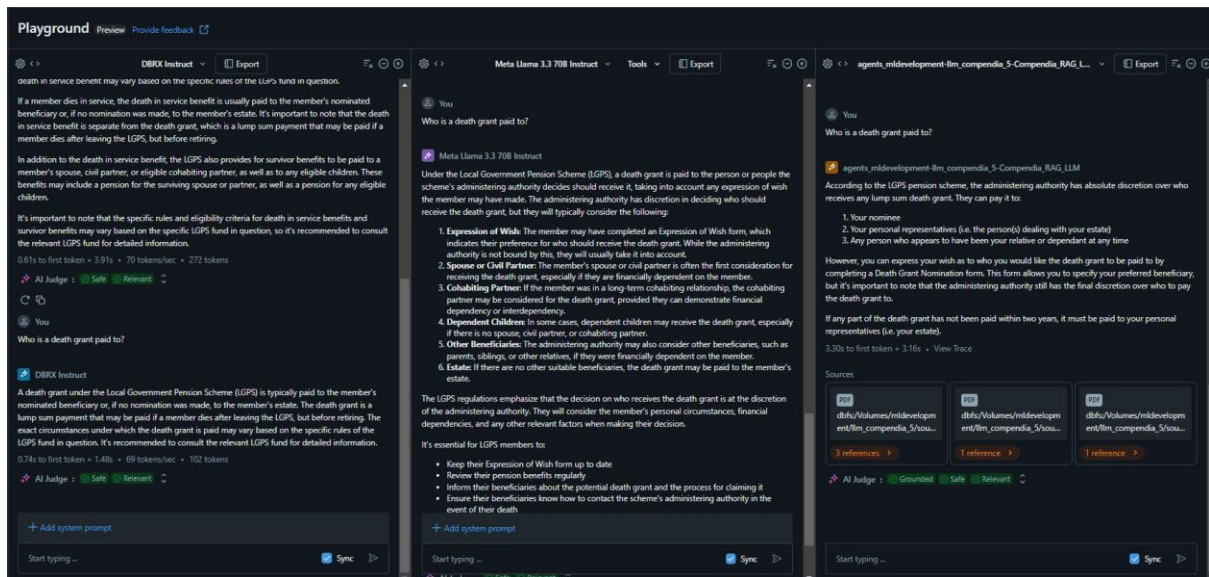 Playground Preview Provide feedback
DBRX Instruct Export
death in service benefit may vary based on the specific rules of the LGPS fund in question.
If a member dies in service, the death in service benefit is usually paid to the member's nominated
beneficiary or, if no nomination was made, to the member's estate. It's important to note that the death
in service benefit is separate from the death grant, which is a lump sum payment that may be paid if a
member dies after leaving the LGPS, but before retiring.
In addition to the death in service benefit, the LGPS also provides for survivor benefits to be paid to a
member's spouse, civil partner, or eligible cohabiting partner, as well as to any eligible children. These
benefits may include a pension for the surviving spouse or partner, as well as a pension for any eligible
children.
It's important to note that the specific rules and eligibility criteria for death in service benefits and
survivor benefits may vary based on the specific LGPS fund in question, so it's recommended to consult
the relevant LGPS fund for detailed information.
0.61s to first token + 3.91s • 70 tokens/sec • 272 tokens
AI Judge : Safe Relevant
You
Who is a death grant paid to?
DBRX Instruct
A death grant under the Local Government Pension Scheme (LGPS) is typically paid to the member's
nominated beneficiary or, if no nomination was made, to the member's estate. The death grant is a
lump sum payment that may be paid if a member dies after leaving the LGPS, but before retiring. The
exact circumstances under which the death grant is paid may vary based on the specific rules of the
LGPS fund in question. It's recommended to consult the relevant LGPS fund for detailed information.
0.74s to first token + 1.48s • 69 tokens/sec • 102 tokens
AI Judge : Safe Relevant
+ Add system prompt
Start typing ... Sync
Meta Llama 3.3 70B Instruct Tools Export
You
Who is a death grant paid to?
Meta Llama 3.3 70B Instruct
Under the Local Government Pension Scheme (LGPS), a death grant is paid to the person or people the
scheme's administering authority decides should receive it, taking into account any expression of wish
the member may have made. The administering authority has discretion in deciding who should
receive the death grant, but they will typically consider the following:
1. Expression of Wish: The member may have completed an Expression of Wish form, which
indicates their preference for who should receive the death grant. While the administering
authority is not bound by this, they will usually take it into account.
2. Spouse or Civil Partner: The member's spouse or civil partner is often the first consideration for
receiving the death grant, especially if they are financially dependent on the member.
3. Cohabiting Partner: If the member was in a long-term cohabiting relationship, the cohabiting
partner may be considered for the death grant, provided they can demonstrate financial
dependency or interdependency.
4. Dependent Children: In some cases, dependent children may receive the death grant, especially
if there is no spouse, civil partner, or cohabiting partner.
5. Other Beneficiaries: The administering authority may also consider other beneficiaries, such as
parents, siblings, or other relatives, if they were financially dependent on the member.
6. Estate: If there are no other suitable beneficiaries, the death grant may be paid to the member's
estate.
The LGPS regulations emphasize that the decision on who receives the death grant is at the discretion
of the administering authority. They will consider the member's personal circumstances, financial
dependencies, and any other relevant factors when making their decision.
It's essential for LGPS members to:
• Keep their Expression of Wish form up to date
• Review their pension benefits regularly
• Inform their beneficiaries about the potential death grant and the process for claiming it
• Ensure their beneficiaries know how to contact the scheme's administering authority in the
event of their death
+ Add system prompt
Start typing ... Sync
agents_mldevelopment-llm_compendia_5-Compendia_RAG_L... Export
You
Who is a death grant paid to?
agents_mldevelopment-llm_compendia_5-Compendia_RAG_LLM
According to the LGPS pension scheme, the administering authority has absolute discretion over who
receives any lump sum death grant. They can pay it to:
1. Your nominee
2. Your personal representatives (i.e. the person(s) dealing with your estate)
3. Any person who appears to have been your relative or dependant at any time
However, you can express your wish as to who you would like the death grant to be paid to by
completing a Death Grant Nomination form. This form allows you to specify your preferred beneficiary,
but it's important to note that the administering authority still has the final discretion over who to pay
the death grant to.
If any part of the death grant has not been paid within two years, it must be paid to your personal
representatives (i.e. your estate).
3.30s to first token + 3.16s • View Trace
Sources
PDF PDF PDF
dbfs:/Volumes/mldevelopm dbfs:/Volumes/mldevelopm dbfs:/Volumes/mldevelopm
ent/llm_compendia_5/sou... ent/llm_compendia_5/sou... ent/llm_compendia_5/sou...
3 references 1 reference 1 reference
AI Judge : Grounded Safe Relevant
Start typing ... Sync